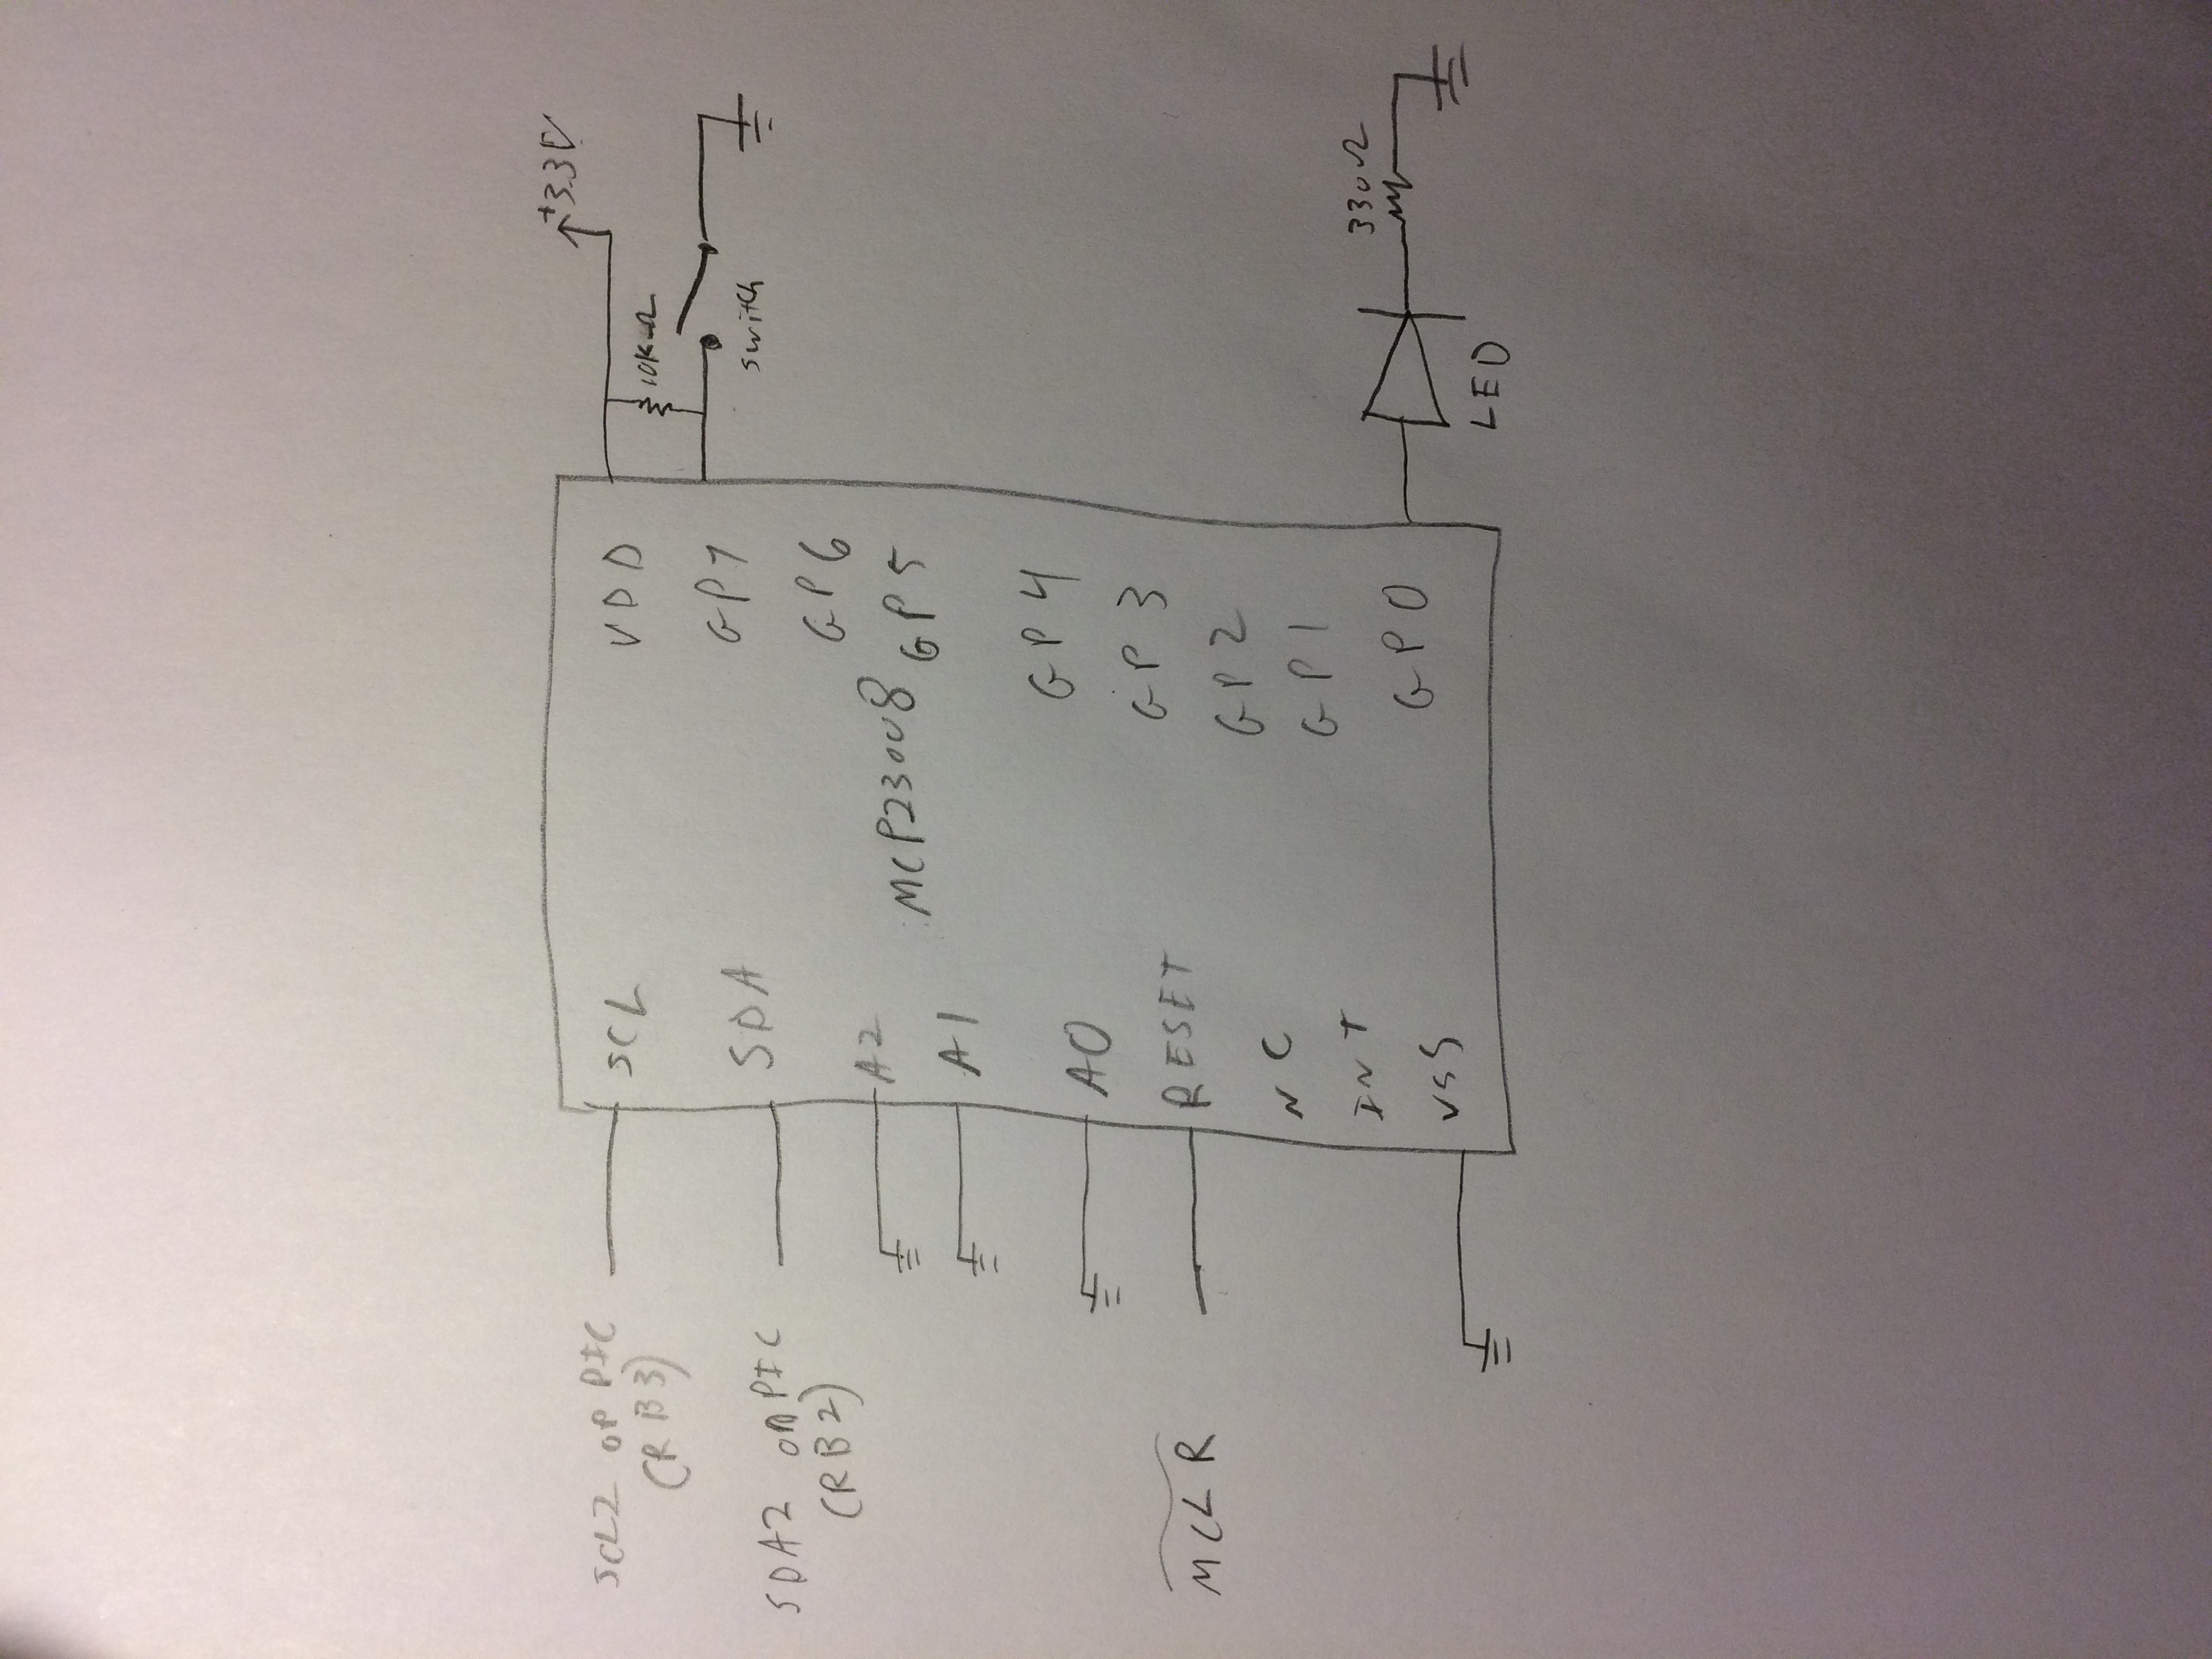 SCL2 on PIC
(RB3)
SDA2 on PIC
(RB2)
MCLR
SCL
SDA
A2
A1
A0
RESET
NC
INT
VSS
MCP23008
VDD
GP7
GP6
GP5
GP4
GP3
GP2
GP1
GP0
+3.3V
10KΩ
switch
330Ω
LED